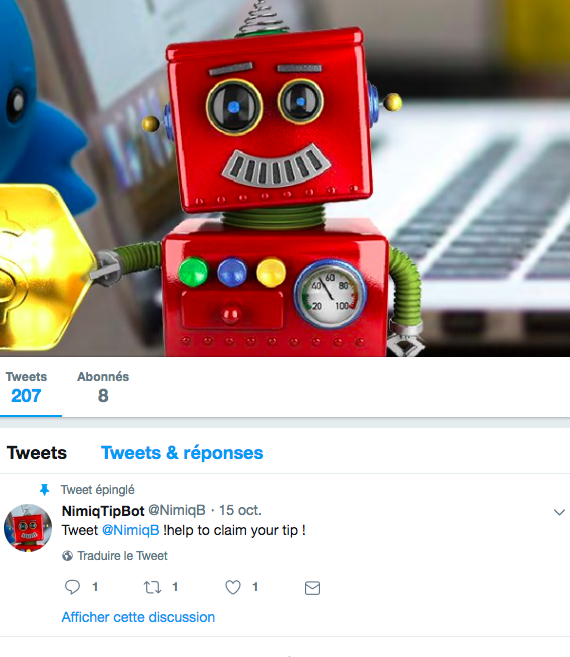 20 40 60 80 100
Tweets Abonnés
207 8
Tweets Tweets & réponses
Tweet épinglé
NimiqTipBot @NimiqB · 15 oct.
Tweet @NimiqB !help to claim your tip !
Traduire le Tweet
1 1 1
Afficher cette discussion